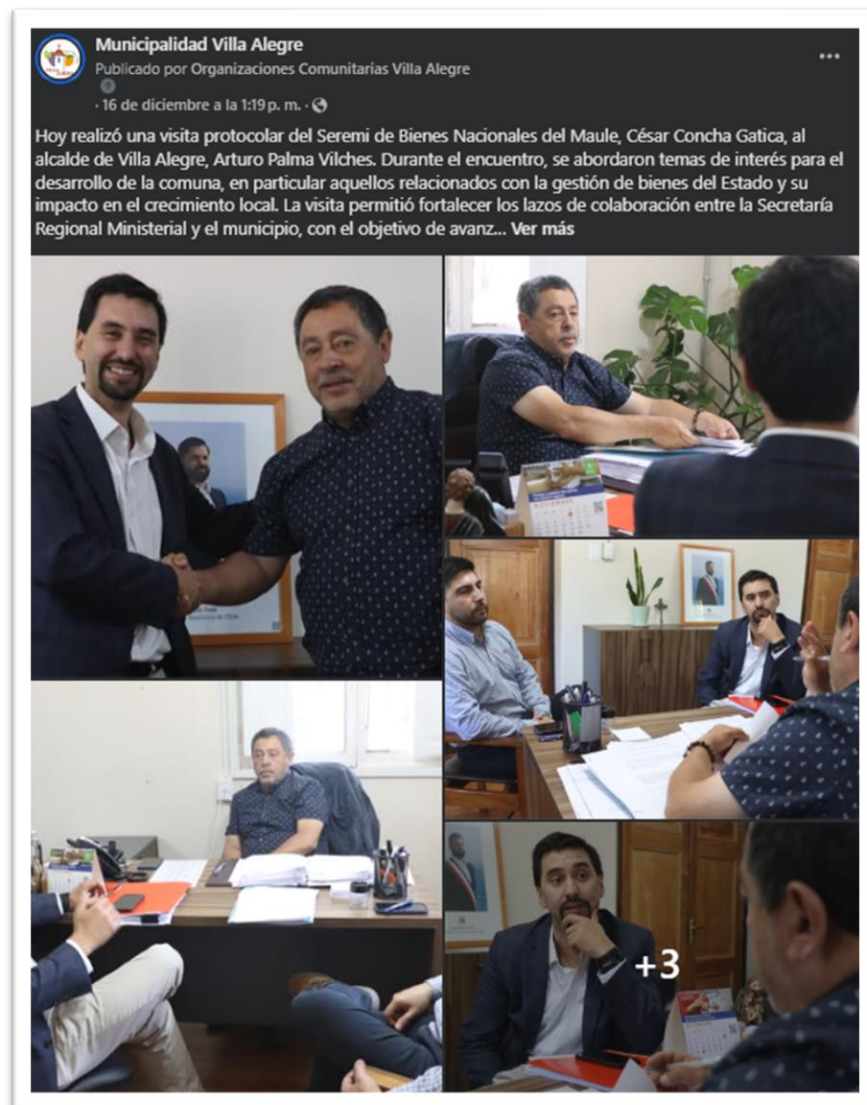 Municipalidad Villa Alegre
Publicado por Organizaciones Comunitarias Villa Alegre
· 16 de diciembre a la 1:19 p. m. ·
Hoy realizó una visita protocolar del Seremi de Bienes Nacionales del Maule, César Concha Gatica, al
alcalde de Villa Alegre, Arturo Palma Vilches. Durante el encuentro, se abordaron temas de interés para el
desarrollo de la comuna, en particular aquellos relacionados con la gestión de bienes del Estado y su
impacto en el crecimiento local. La visita permitió fortalecer los lazos de colaboración entre la Secretaría
Regional Ministerial y el municipio, con el objetivo de avanz... Ver más
NOVIEMBRE
+3